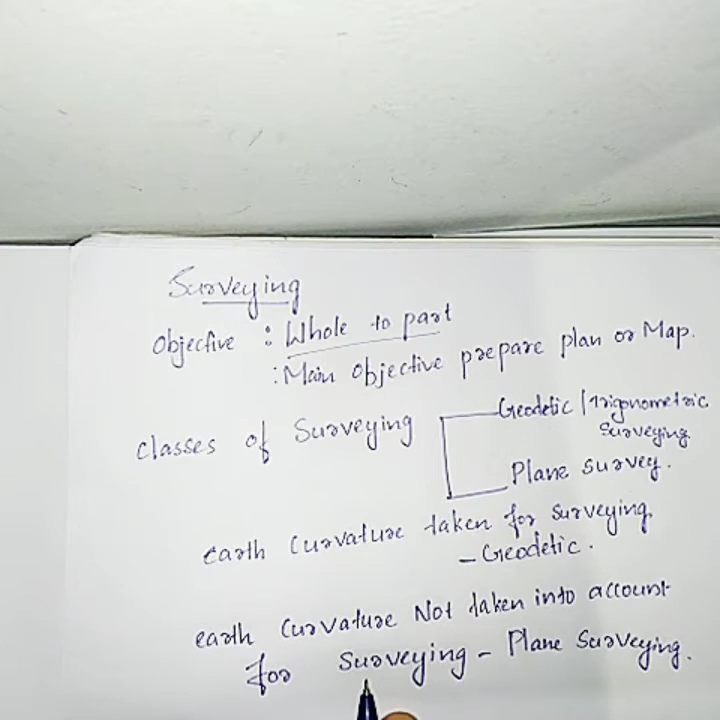 Surveying
Objective : Whole to part
: Main Objective prepare plan or Map.
Classes of Surveying
Geodetic / Trigonometric
Surveying
Plane survey.
earth Curvature taken for surveying
- Geodetic.
earth Curvature Not taken into account
for Surveying - Plane Surveying.